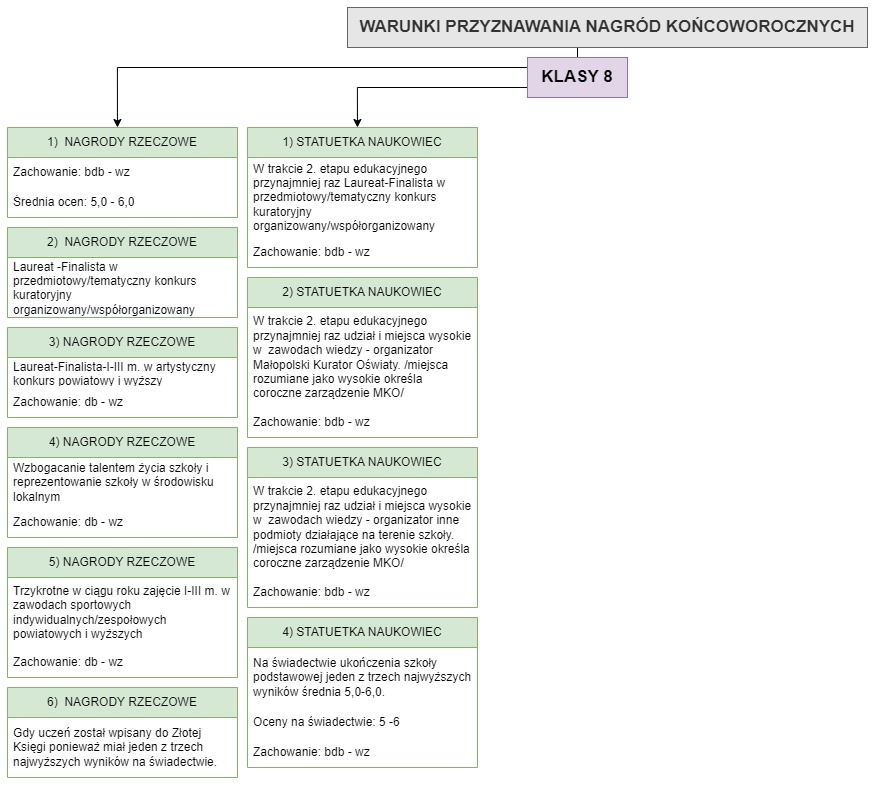 WARUNKI PRZYZNAWANIA NAGRÓD KOŃCOWOROCZNYCH
KLASY 8
1)  NAGRODY RZECZOWE
Zachowanie: bdb - wz
Średnia ocen: 5,0 - 6,0
2)  NAGRODY RZECZOWE
Laureat -Finalista w
przedmiotowy/tematyczny konkurs
kuratoryjny
organizowany/współorganizowany
3) NAGRODY RZECZOWE
Laureat-Finalista-I-III m. w artystyczny
konkurs powiatowy i wyższy
Zachowanie: db - wz
4) NAGRODY RZECZOWE
Wzbogacanie talentem życia szkoły i
reprezentowanie szkoły w środowisku
lokalnym
Zachowanie: db - wz
5) NAGRODY RZECZOWE
Trzykrotne w ciągu roku zajęcie I-III m. w
zawodach sportowych
indywidualnych/zespołowych
powiatowych i wyższych
Zachowanie: db - wz
6)  NAGRODY RZECZOWE
Gdy uczeń został wpisany do Złotej
Księgi ponieważ miał jeden z trzech
najwyższych wyników na świadectwie.
1) STATUETKA NAUKOWIEC
W trakcie 2. etapu edukacyjnego
przynajmniej raz Laureat-Finalista w
przedmiotowy/tematyczny konkurs
kuratoryjny
organizowany/współorganizowany
Zachowanie: bdb - wz
2) STATUETKA NAUKOWIEC
W trakcie 2. etapu edukacyjnego
przynajmniej raz udział i miejsca wysokie
w  zawodach wiedzy - organizator
Małopolski Kurator Oświaty. /miejsca
rozumiane jako wysokie określa
coroczne zarządzenie MKO/
Zachowanie: bdb - wz
3) STATUETKA NAUKOWIEC
W trakcie 2. etapu edukacyjnego
przynajmniej raz udział i miejsca wysokie
w  zawodach wiedzy - organizator inne
podmioty działające na terenie szkoły.
/miejsca rozumiane jako wysokie określa
coroczne zarządzenie MKO/
Zachowanie: bdb - wz
4) STATUETKA NAUKOWIEC
Na świadectwie ukończenia szkoły
podstawowej jeden z trzech najwyższych
wyników średnia 5,0-6,0.
Oceny na świadectwie: 5 -6
Zachowanie: bdb - wz